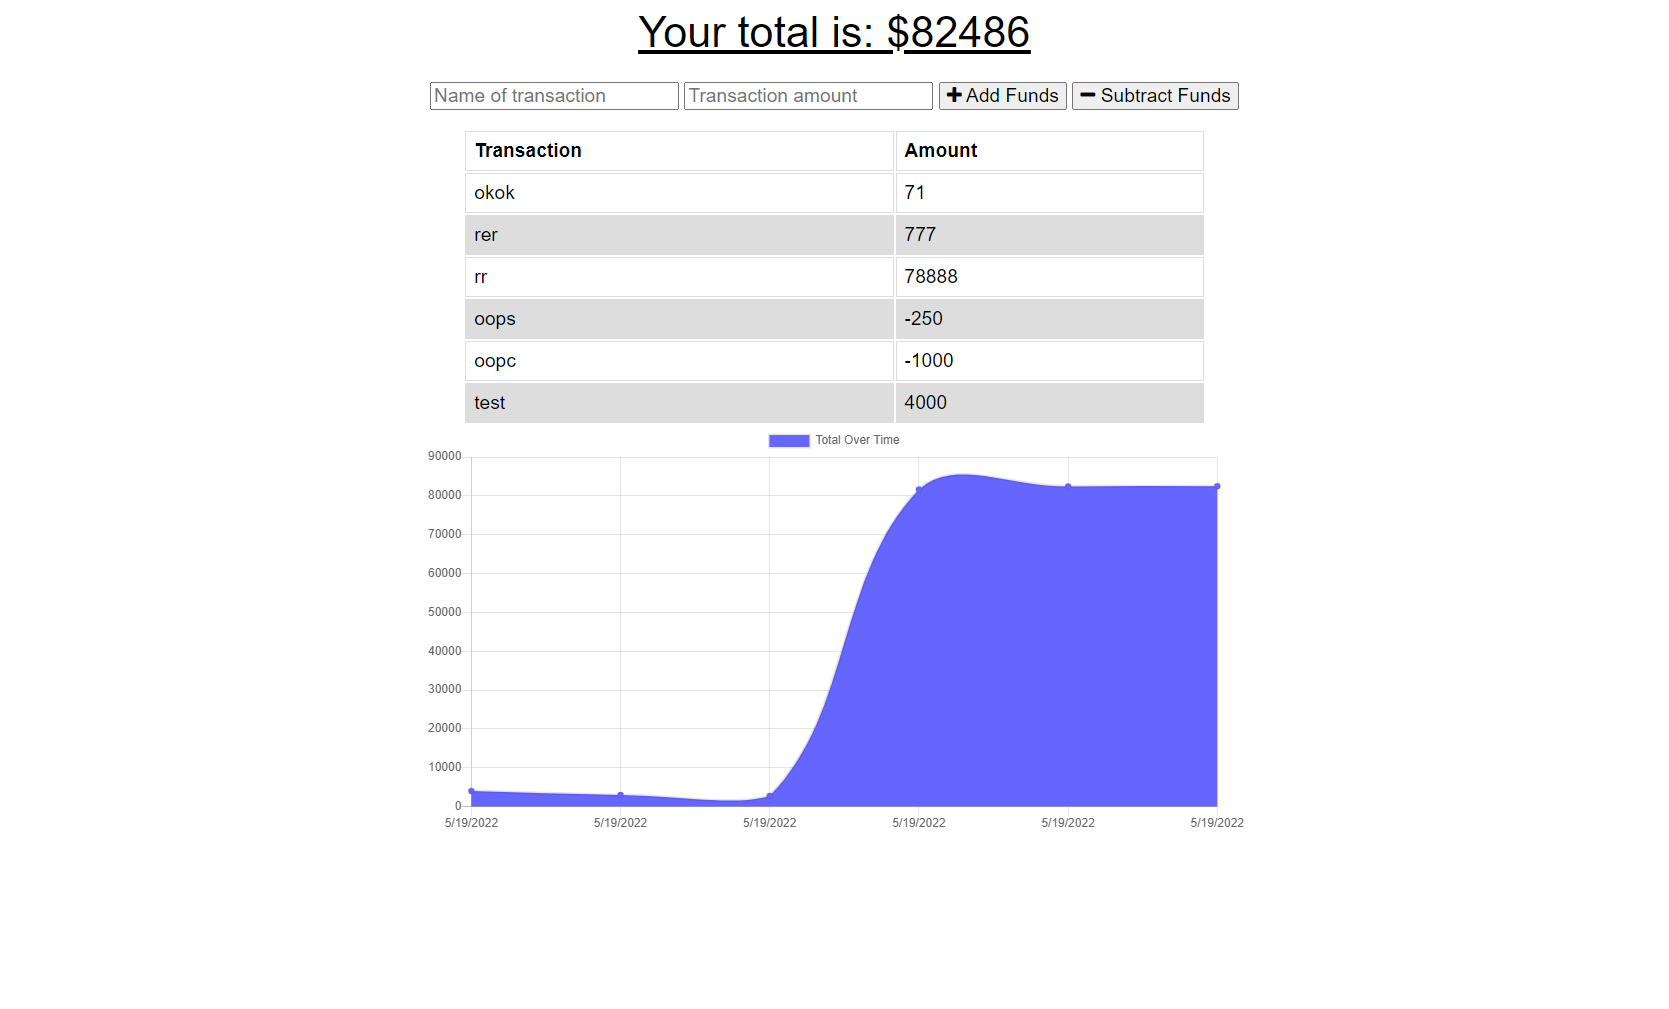 Your total is: $82486
Name of transaction Transaction amount Add Funds Subtract Funds
Transaction Amount
okok 71
rer 777
rr 78888
oops -250
oopc -1000
test 4000
Total Over Time
90000
80000
70000
60000
50000
40000
30000
20000
10000
0
5/19/2022 5/19/2022 5/19/2022 5/19/2022 5/19/2022 5/19/2022